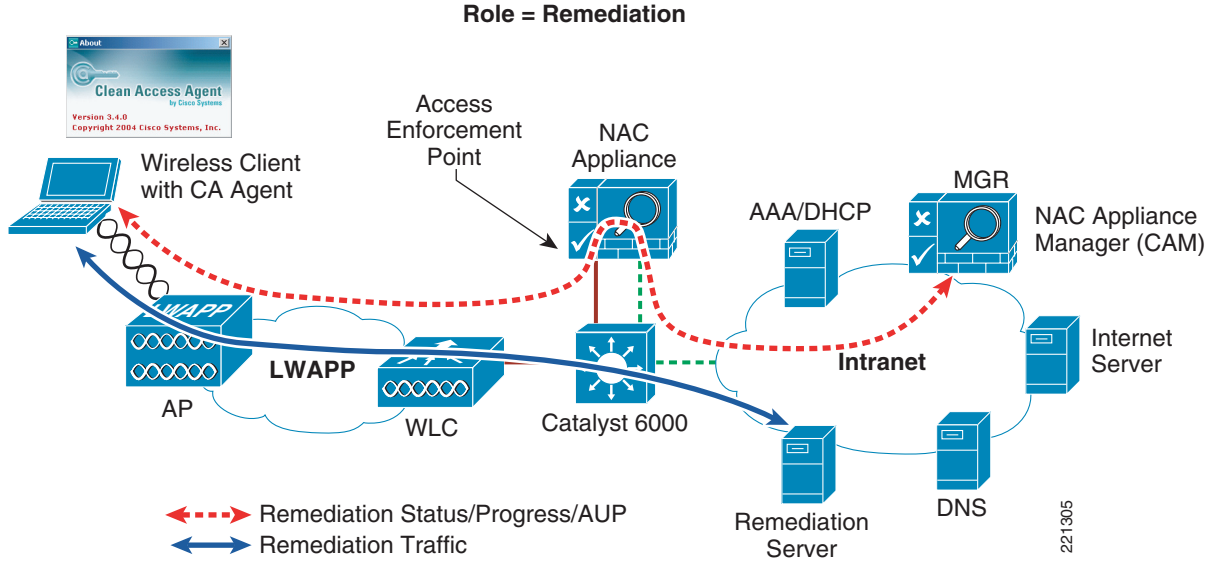 Role = Remediation
About
Clean Access Agent
by Cisco Systems
Version 3.4.0
Copyright 2004 Cisco Systems, Inc.
Wireless Client
with CA Agent
Access
Enforcement
Point
NAC
Appliance
AAA/DHCP
MGR
NAC Appliance
Manager (CAM)
LWAPP
AP
LWAPP
WLC
Catalyst 6000
Intranet
Internet
Server
DNS
Remediation
Server
Remediation Status/Progress/AUP
Remediation Traffic
221305